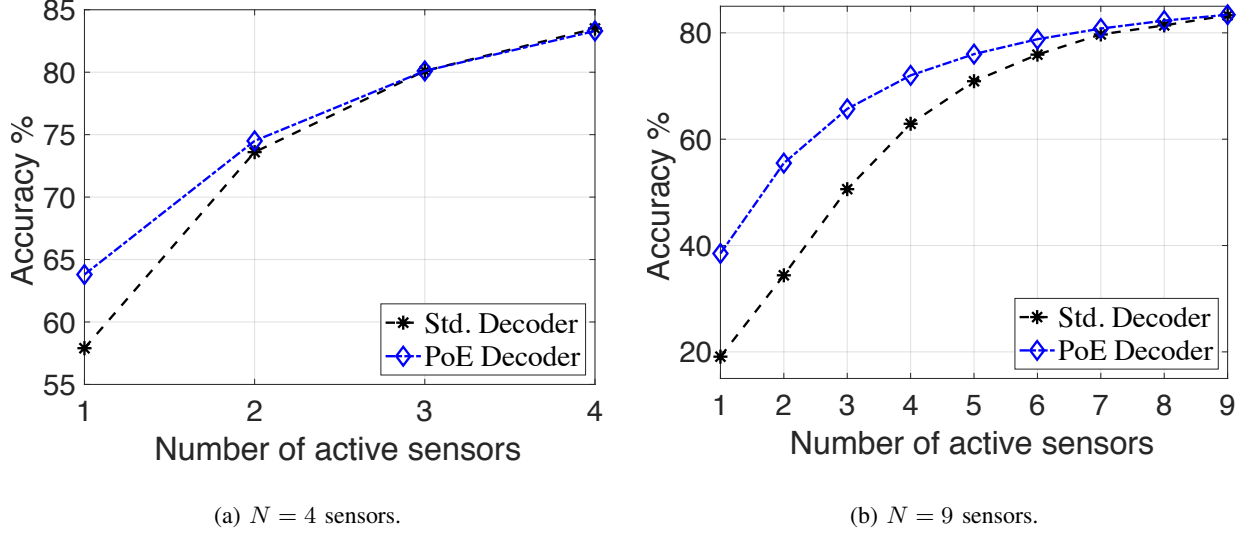 85
80
75
70
65
60
55
Accuracy %
1 2 3 4
Number of active sensors
Std. Decoder
PoE Decoder
(a) N = 4 sensors.
80
60
40
20
Accuracy %
1 2 3 4 5 6 7 8 9
Number of active sensors
Std. Decoder
PoE Decoder
(b) N = 9 sensors.